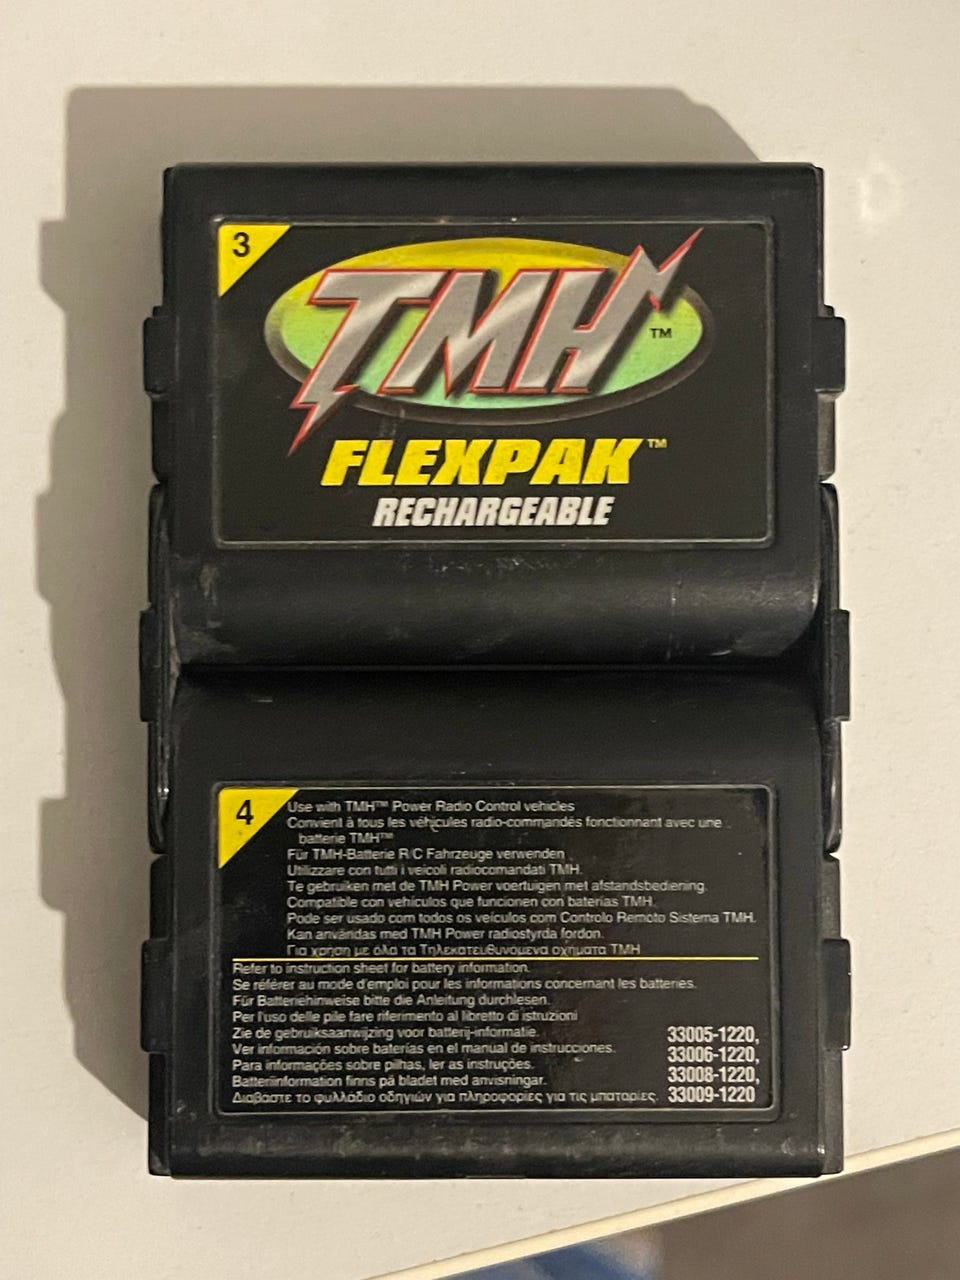 3
TMH™
FLEXPAK™
RECHARGEABLE
4
Use with TMH™ Power Radio Control vehicles
Convient à tous les véhicules radio-commandés fonctionnant avec une
batterie TMH™
Für TMH-Batterie R/C Fahrzeuge verwenden
Utilizzare con tutti i veicoli radiocomandati TMH.
Te gebruiken met de TMH Power voertuigen met afstandsbediening.
Compatible con vehículos que funcionen con baterías TMH.
Pode ser usado com todos os veículos com Controlo Remoto Sistema TMH.
Kan användas med TMH Power radiostyrda fordon.
Για χρήση με όλα τα Τηλεκατευθυνόμενα οχήματα TMH
Refer to instruction sheet for battery information.
Se référer au mode d'emploi pour les informations concernant les batteries.
Für Batteriehinweise bitte die Anleitung durchlesen.
Per l'uso delle pile fare riferimento al libretto di istruzioni
Zie de gebruiksaanwijzing voor batterij-informatie.
Ver información sobre baterías en el manual de instrucciones.
Para informações sobre pilhas, ler as instruções.
Batteriinformation finns på bladet med anvisningar.
Διαβάστε το φυλλάδιο οδηγιών για πληροφορίες για τις μπαταρίες.
33005-1220,
33006-1220,
33008-1220,
33009-1220